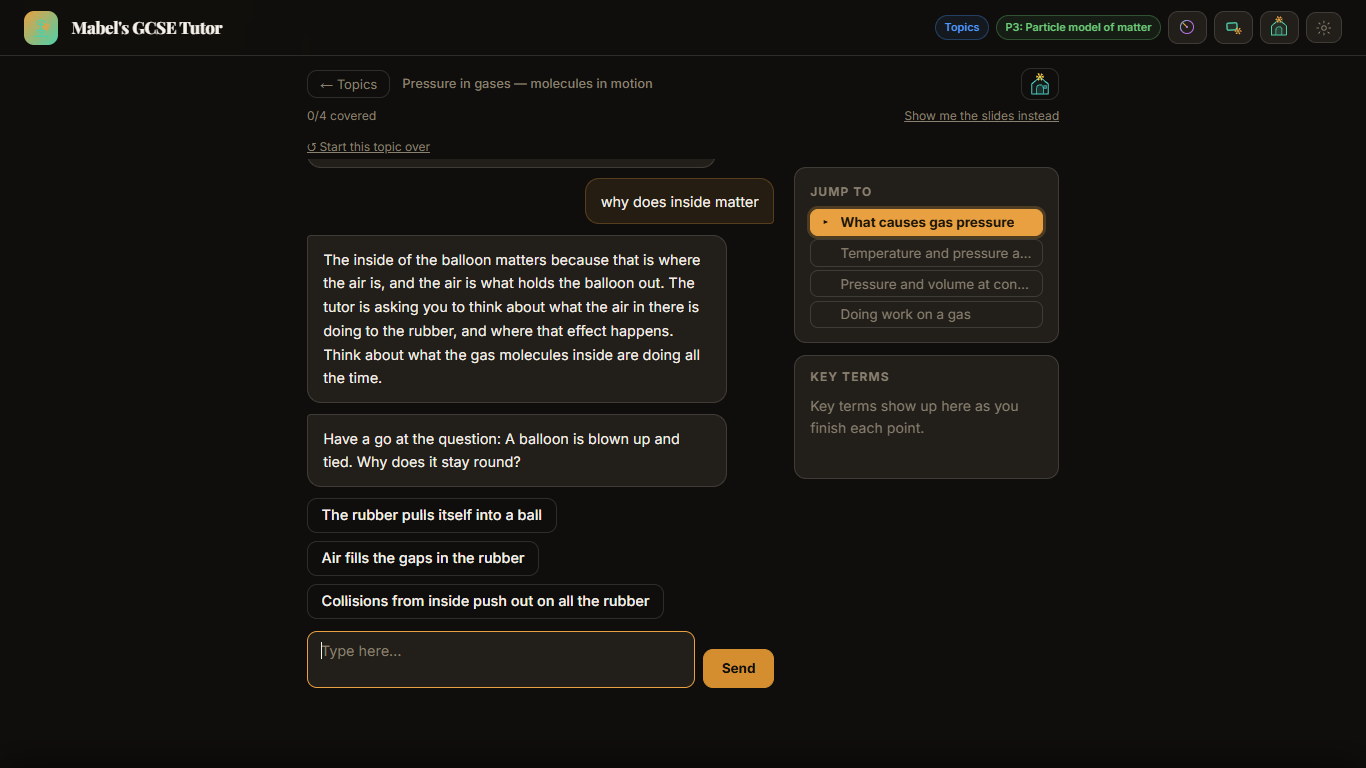 Mabel's GCSE Tutor
Topics
P3: Particle model of matter
← Topics
Pressure in gases — molecules in motion
0/4 covered
Show me the slides instead
↺ Start this topic over
why does inside matter
The inside of the balloon matters because that is where
the air is, and the air is what holds the balloon out. The
tutor is asking you to think about what the air in there is
doing to the rubber, and where that effect happens.
Think about what the gas molecules inside are doing all
the time.
Have a go at the question: A balloon is blown up and
tied. Why does it stay round?
The rubber pulls itself into a ball
Air fills the gaps in the rubber
Collisions from inside push out on all the rubber
Type here...
Send
JUMP TO
What causes gas pressure
Temperature and pressure a...
Pressure and volume at con...
Doing work on a gas
KEY TERMS
Key terms show up here as you
finish each point.